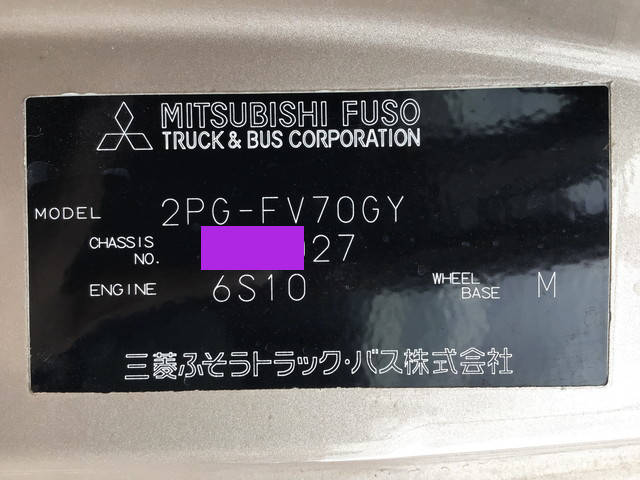 MITSUBISHI FUSO
TRUCK & BUS CORPORATION
MODEL 2PG-FV70GY
CHASSIS NO. 27
ENGINE 6S10 WHEEL BASE M
三菱ふそうトラック・バス株式会社